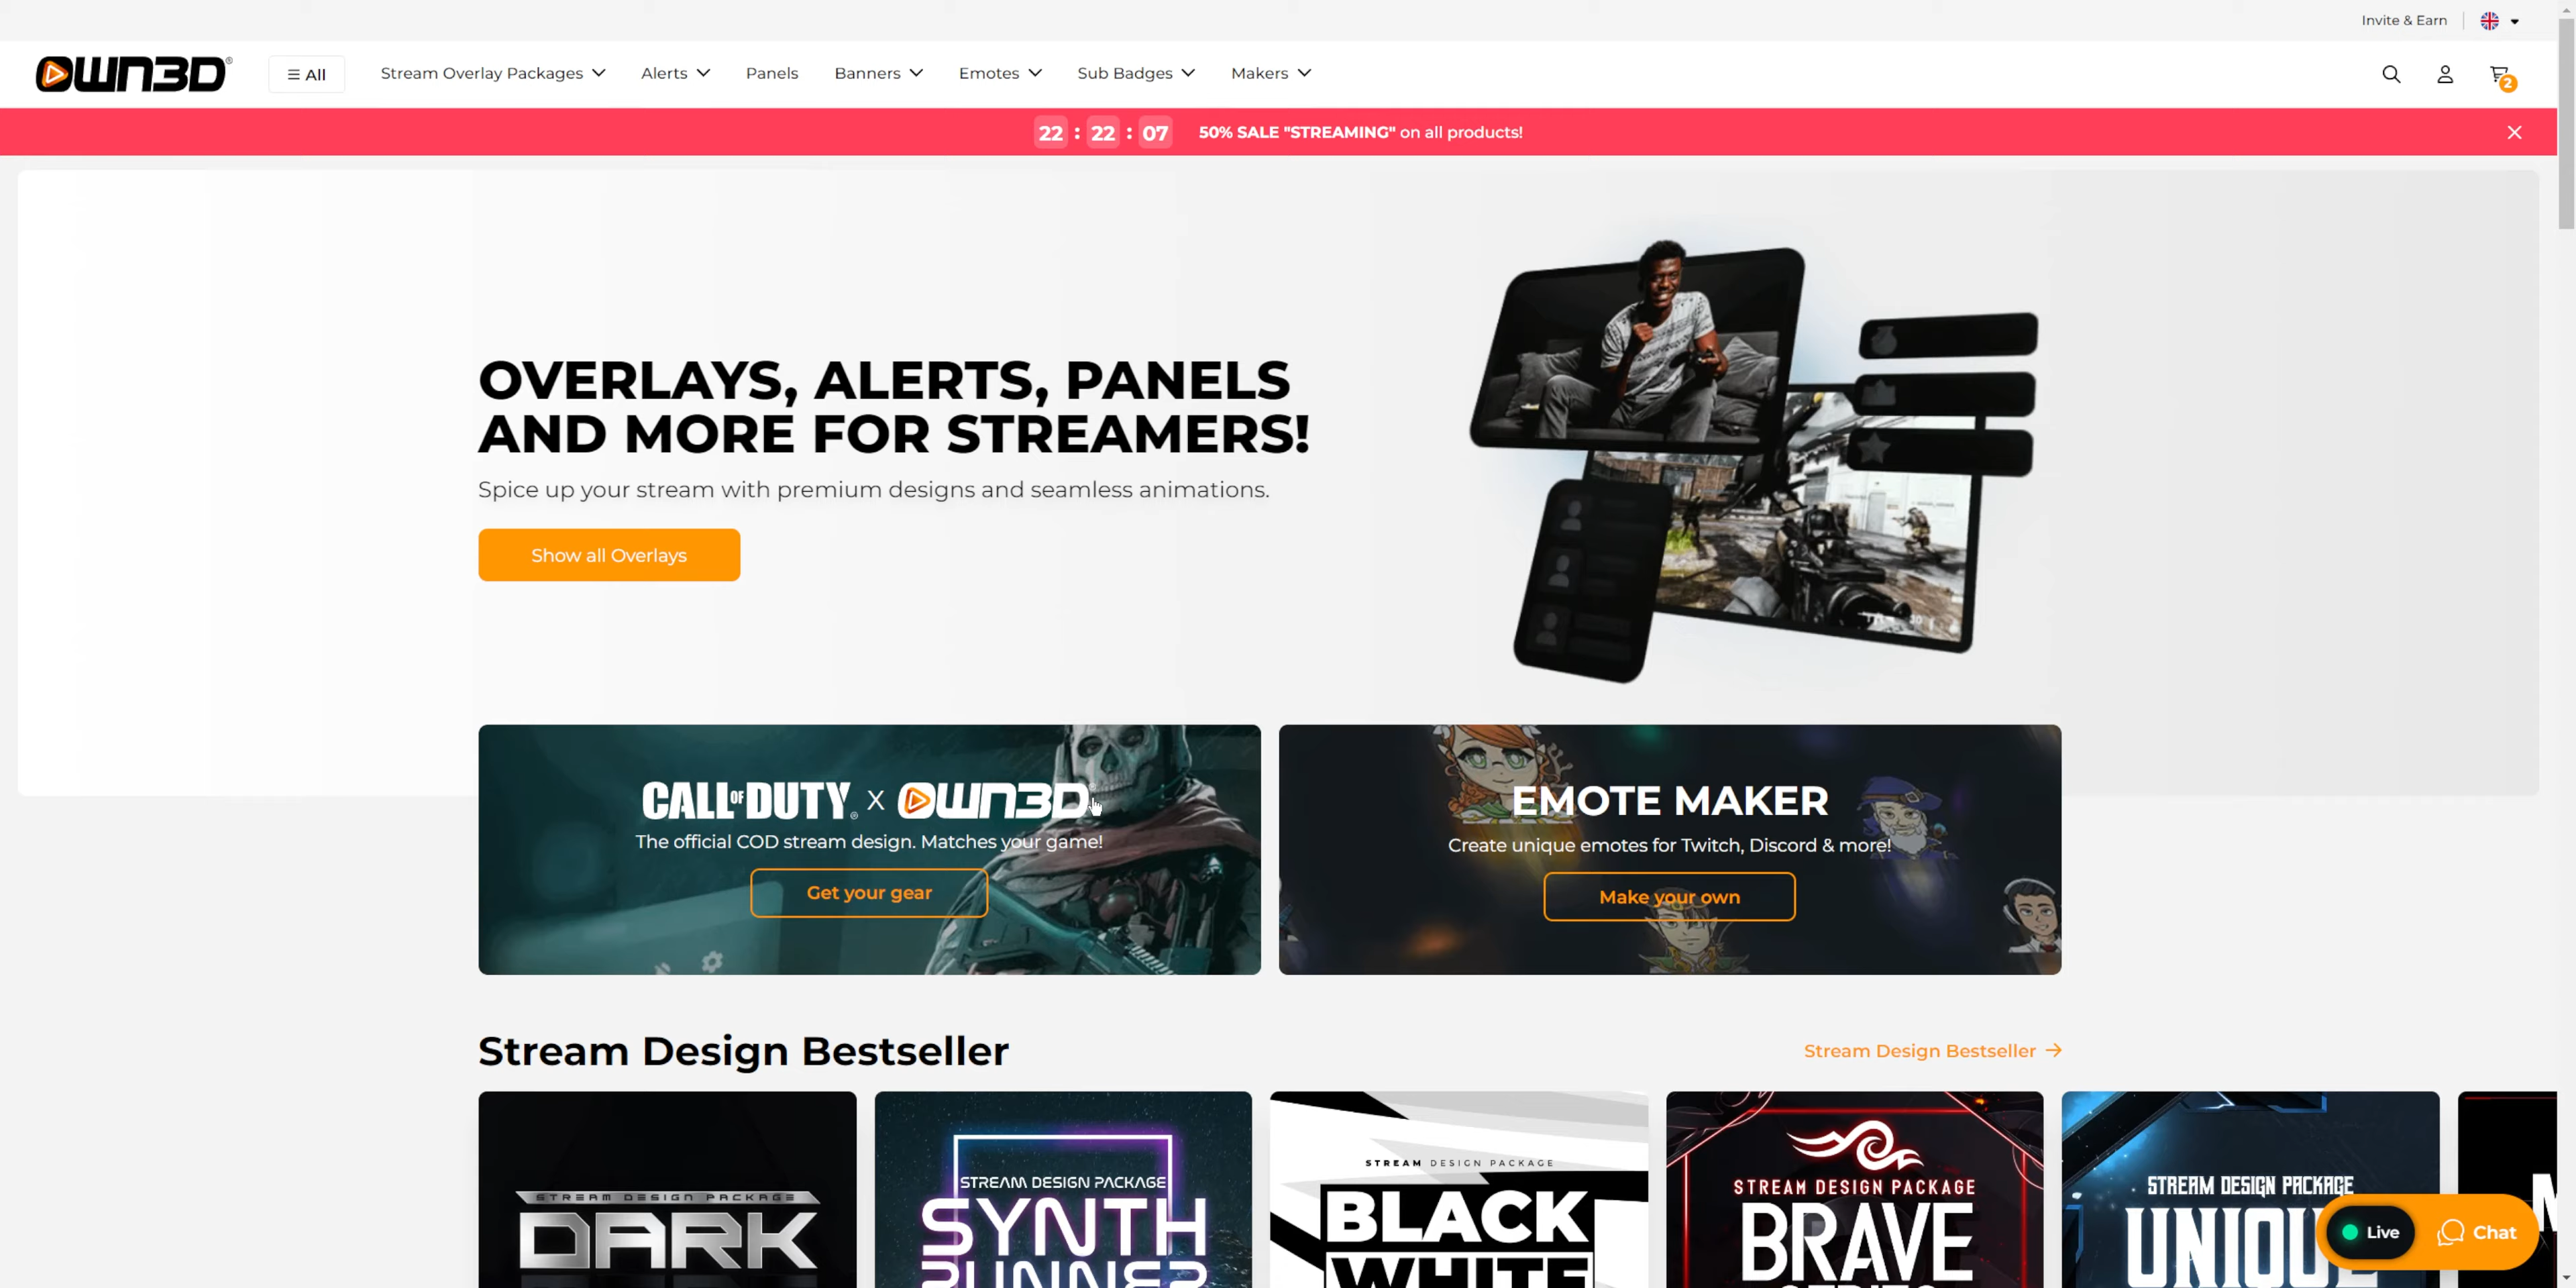 Invite & Earn
OWN3D®
All
Stream Overlay Packages
Alerts
Panels
Banners
Emotes
Sub Badges
Makers
2
22 : 22 : 07
50% SALE "STREAMING" on all products!
OVERLAYS, ALERTS, PANELS
AND MORE FOR STREAMERS!
Spice up your stream with premium designs and seamless animations.
Show all Overlays
CALL OF DUTY® X OWN3D
The official COD stream design. Matches your game!
Get your gear
EMOTE MAKER
Create unique emotes for Twitch, Discord & more!
Make your own
Stream Design Bestseller
Stream Design Bestseller
STREAM DESIGN PACKAGE
DARK
STREAM DESIGN PACKAGE
SYNTH
RUNNER
STREAM DESIGN PACKAGE
BLACK
WHITE
STREAM DESIGN PACKAGE
BRAVE
SERIES
STREAM DESIGN PACKAGE
Live
Chat